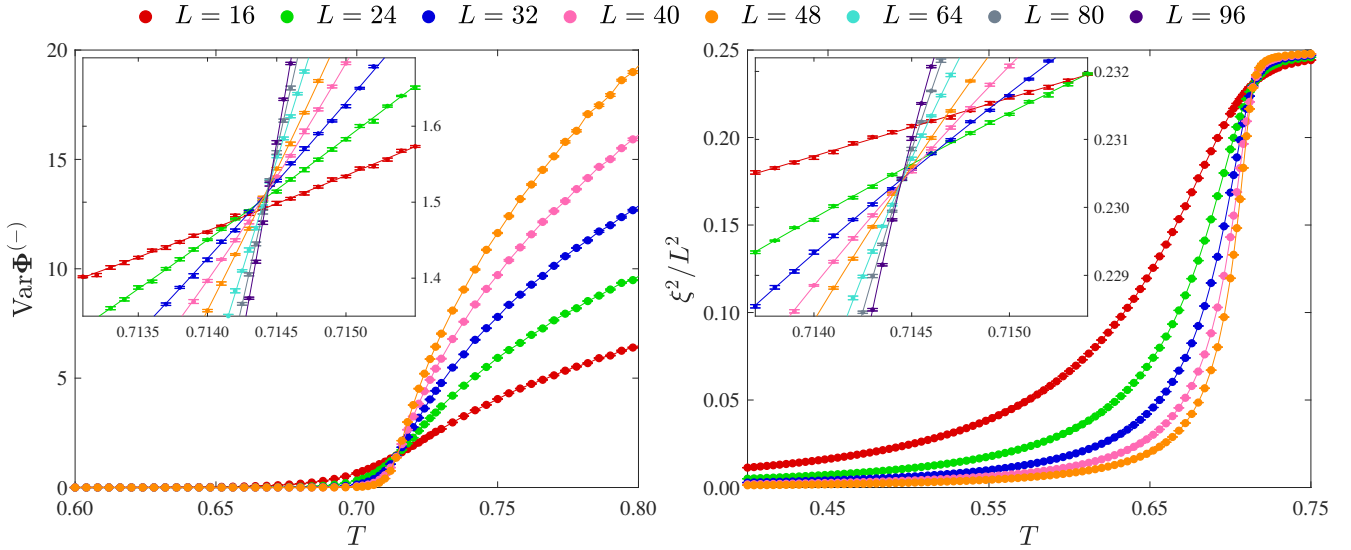 L = 16 L = 24 L = 32 L = 40 L = 48 L = 64 L = 80 L = 96
VarΦ(−)
20
15
10
5
0
0.60 0.65 0.70 0.75 0.80
T
1.6
1.5
1.4
0.7135 0.7140 0.7145 0.7150
ξ²/L²
0.25
0.20
0.15
0.10
0.05
0.00
0.45 0.55 0.65 0.75
T
0.232
0.231
0.230
0.229
0.7140 0.7145 0.7150